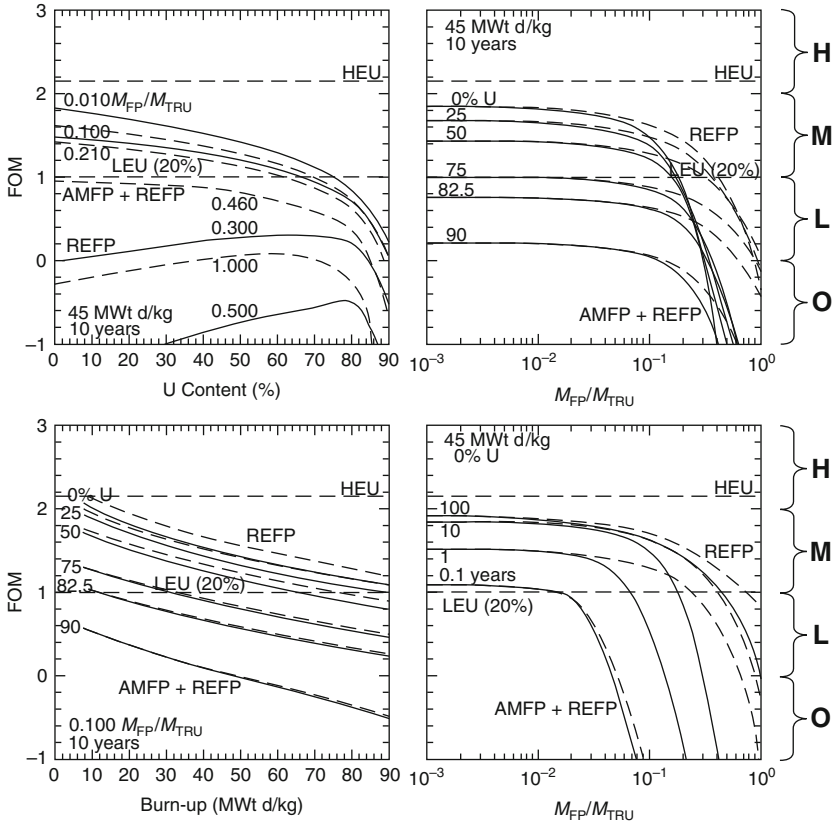 3
2
1
0
−1
FOM
HEU
0.010 M_FP/M_TRU
0.100
0.210
LEU (20%)
AMFP + REFP
0.460
0.300
REFP
1.000
0.500
45 MWt d/kg
10 years
0 10 20 30 40 50 60 70 80 90
U Content (%)
45 MWt d/kg
10 years
HEU
0% U
25
50
REFP
LEU (20%)
75
82.5
90
AMFP + REFP
10⁻³ 10⁻² 10⁻¹ 10⁰
M_FP/M_TRU
H
M
L
O
3
2
1
0
−1
FOM
HEU
0% U
25
50
REFP
75
LEU (20%)
82.5
90
AMFP + REFP
0.100 M_FP/M_TRU
10 years
0 10 20 30 40 50 60 70 80 90
Burn-up (MWt d/kg)
45 MWt d/kg
0% U
HEU
100
10
REFP
1
0.1 years
LEU (20%)
AMFP + REFP
10⁻³ 10⁻² 10⁻¹ 10⁰
M_FP/M_TRU
H
M
L
O